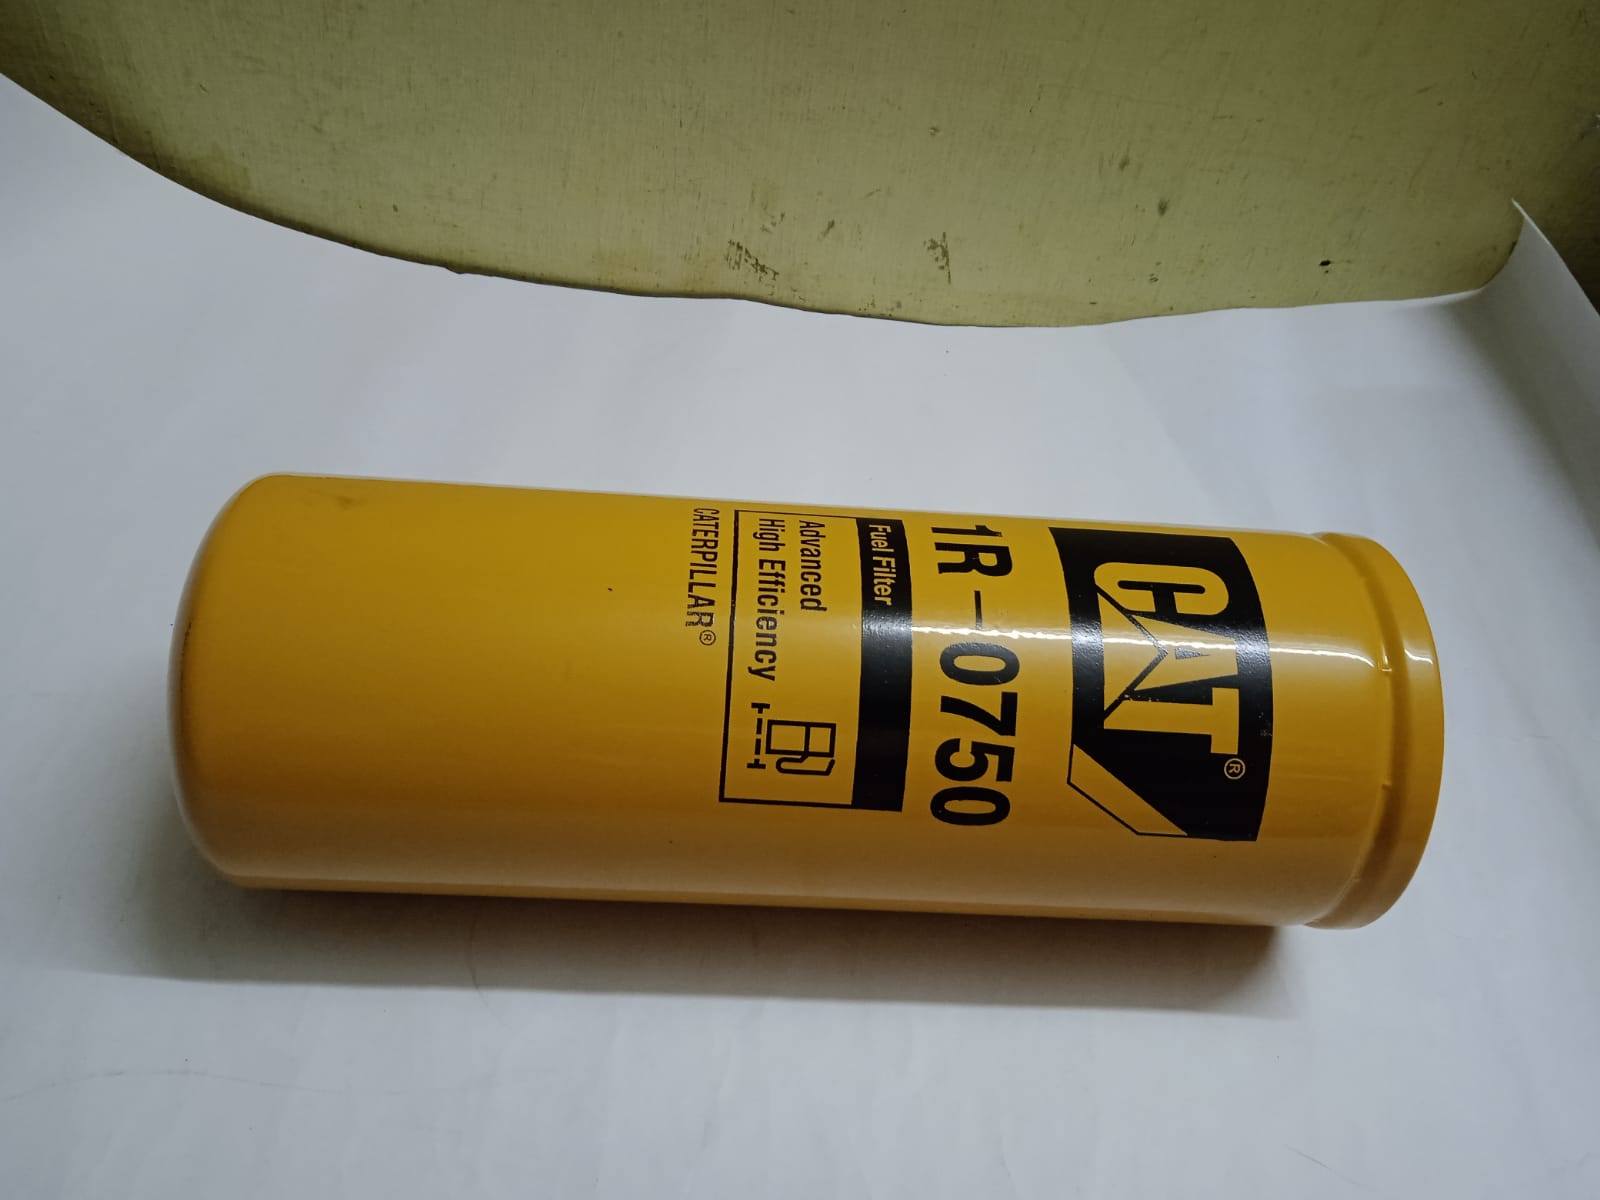 CAT®
1R-0750
Fuel Filter
Advanced
High Efficiency
CATERPILLAR®